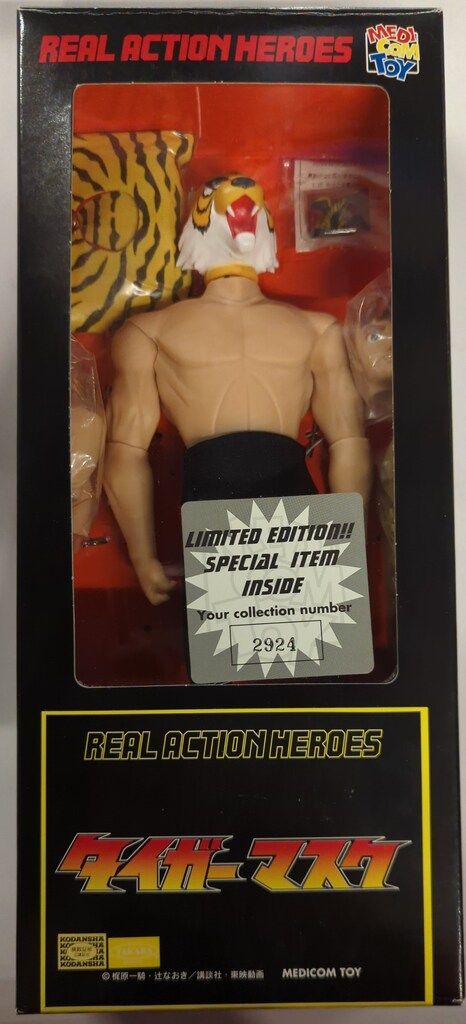 REAL ACTION HEROES
MEDI
COM
TOY
LIMITED EDITION!!
SPECIAL ITEM
INSIDE
Your collection number
2924
REAL ACTION HEROES
タイガーマスク
KODANSHA
KODANSHA
© 梶原一騎・辻なおき／講談社・東映動画
MEDICOM TOY